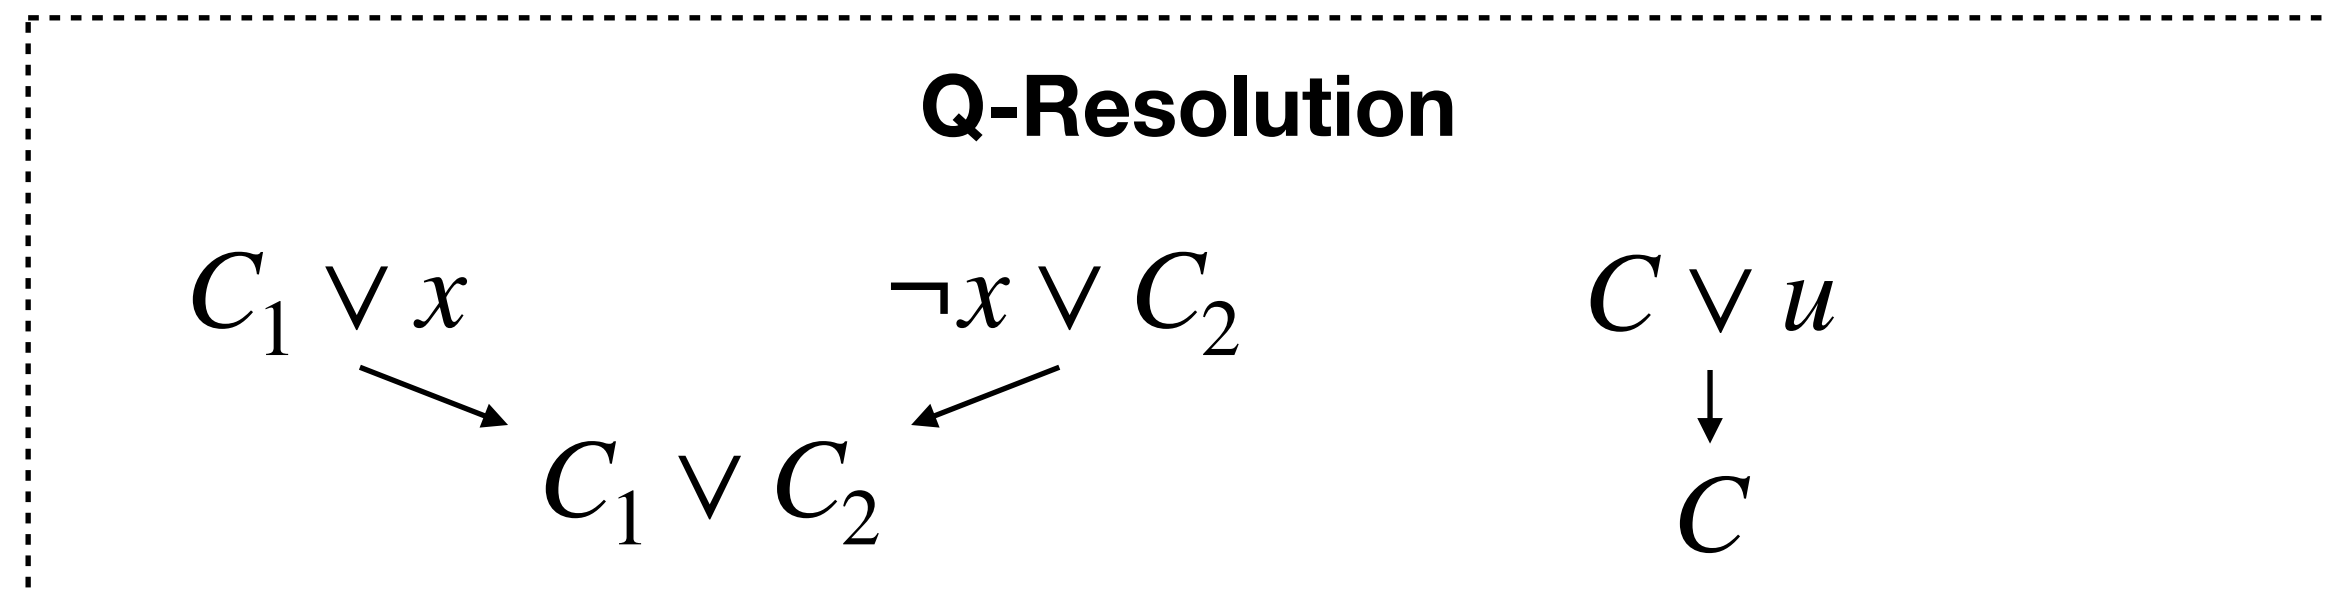 Q-Resolution
C₁ ∨ x ¬x ∨ C₂ C ∨ u
C₁ ∨ C₂ C